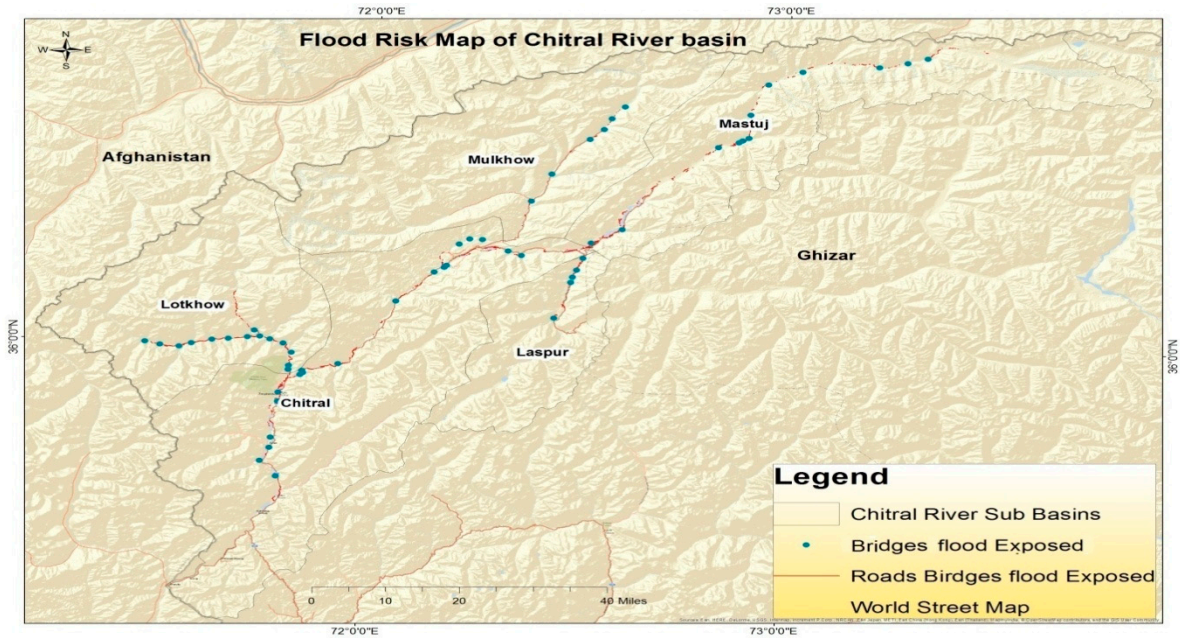 72°0'0"E
73°0'0"E
N
W
E
S
Flood Risk Map of Chitral River basin
Afghanistan
Mulkhow
Mastuj
Ghizar
Lotkhow
Laspur
Chitral
36°0'0"N
36°0'0"N
Legend
Chitral River Sub Basins
Bridges flood Exposed
Roads Birdges flood Exposed
World Street Map
0
10
20
40 Miles
72°0'0"E
73°0'0"E